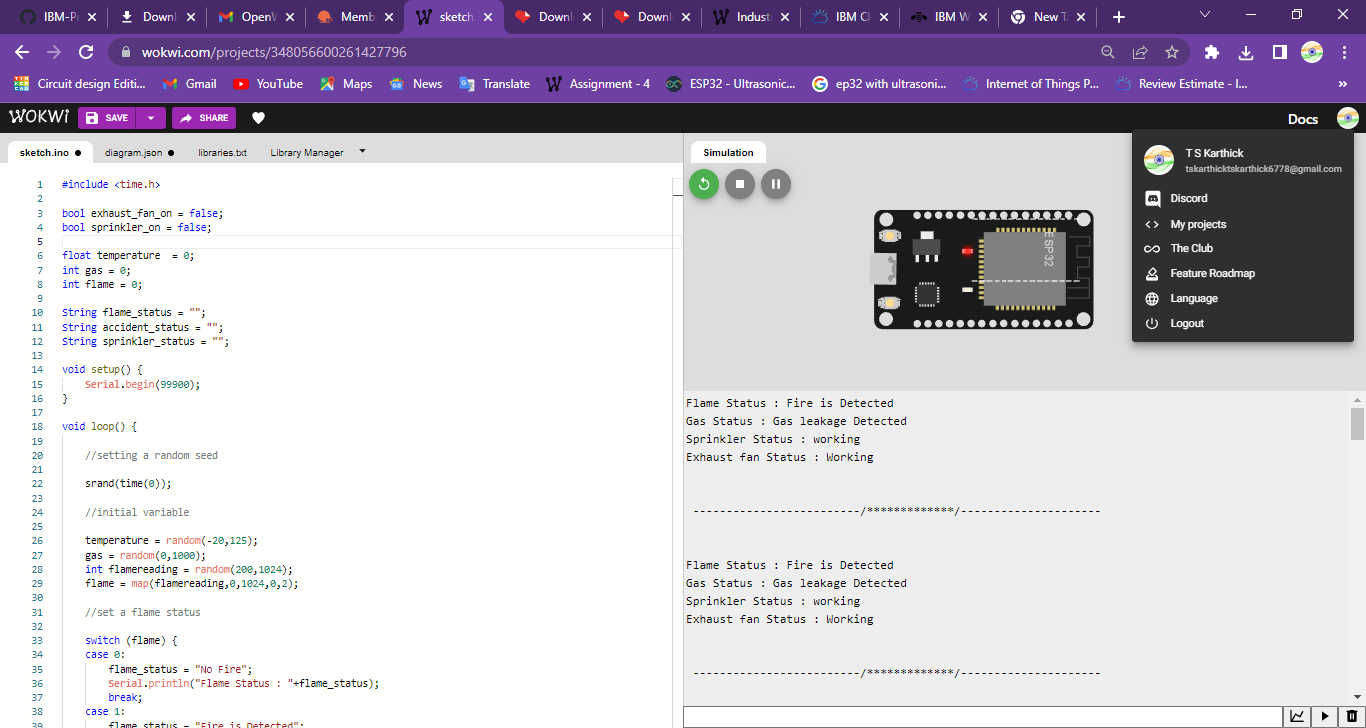 IBM-Pr
Downl
OpenW
Memb
sketch
Downl
Downl
Industr
IBM Cl
IBM W
New Ta
wokwi.com/projects/348056600261427796
Circuit design Editi...
Gmail
YouTube
Maps
News
Translate
Assignment - 4
ESP32 - Ultrasonic...
ep32 with ultrasoni...
Internet of Things P...
Review Estimate - I...
WOKWi
SAVE
SHARE
Docs
sketch.ino
diagram.json
libraries.txt
Library Manager
1 #include <time.h>
2
3 bool exhaust_fan_on = false;
4 bool sprinkler_on = false;
5
6 float temperature  = 0;
7 int gas = 0;
8 int flame = 0;
9
10 String flame_status = "";
11 String accident_status = "";
12 String sprinkler_status = "";
13
14 void setup() {
15     Serial.begin(99900);
16 }
17
18 void loop() {
19
20     //setting a random seed
21
22     srand(time(0));
23
24     //initial variable
25
26     temperature = random(-20,125);
27     gas = random(0,1000);
28     int flamereading = random(200,1024);
29     flame = map(flamereading,0,1024,0,2);
30
31     //set a flame status
32
33     switch (flame) {
34     case 0:
35         flame_status = "No Fire";
36         Serial.println("Flame Status : "+flame_status);
37         break;
38     case 1:
39         flame_status = "Fire is Detected";
Simulation
ESP32
T S Karthick
tskarthicktskarthick6778@gmail.com
Discord
My projects
The Club
Feature Roadmap
Language
Logout
Flame Status : Fire is Detected
Gas Status : Gas leakage Detected
Sprinkler Status : working
Exhaust fan Status : Working
------------------------/*************/--------------------
Flame Status : Fire is Detected
Gas Status : Gas leakage Detected
Sprinkler Status : working
Exhaust fan Status : Working
------------------------/*************/--------------------